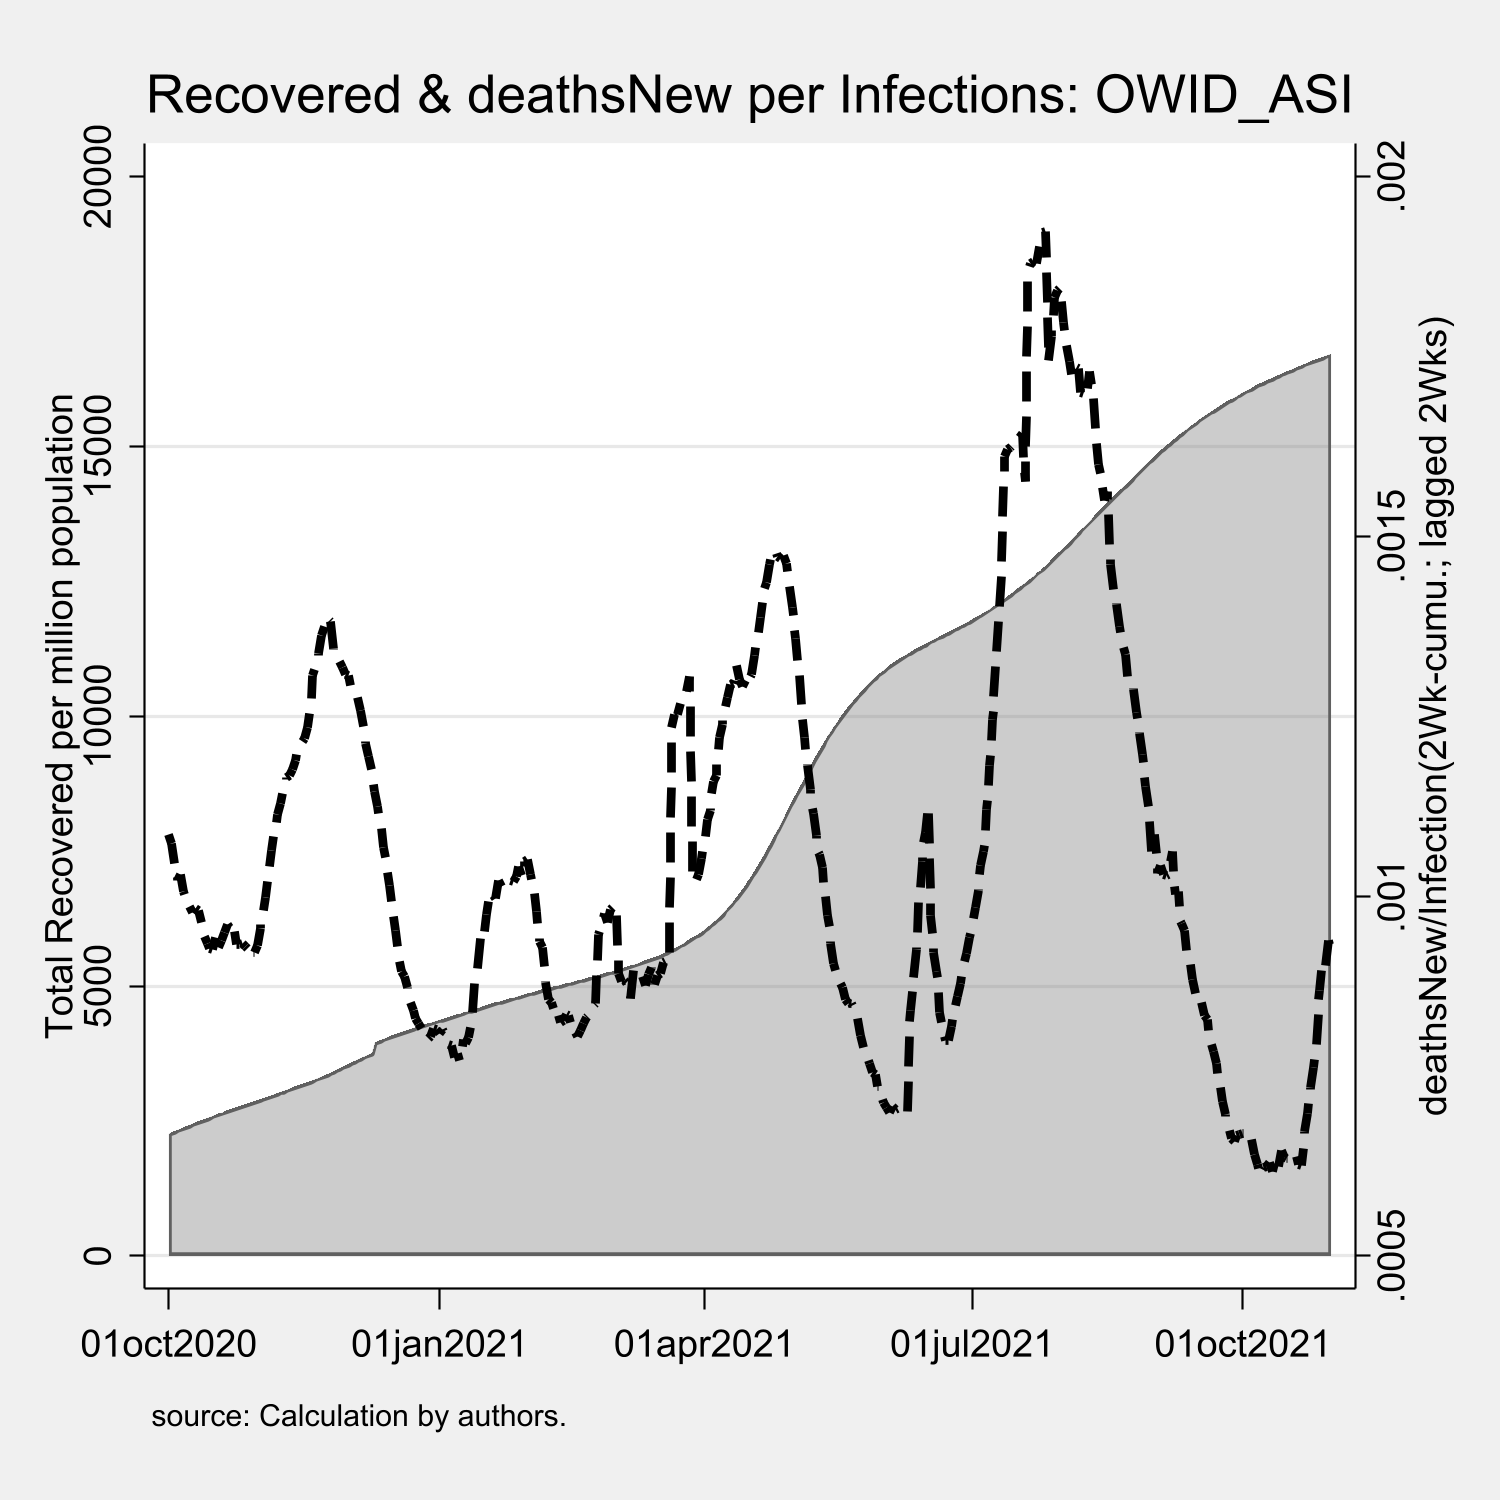 Recovered & deathsNew per Infections: OWID_ASI
Total Recovered per million population
20000
15000
10000
5000
0
.002
.0015
.001
.0005
deathsNew/Infection(2Wk-cumu.; lagged 2Wks)
01oct2020
01jan2021
01apr2021
01jul2021
01oct2021
source: Calculation by authors.